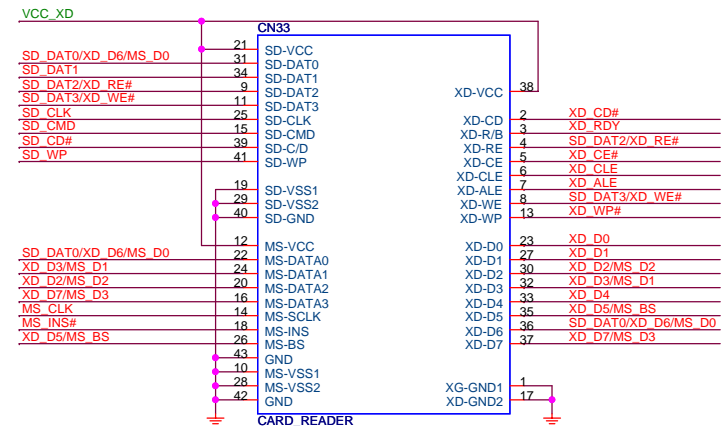 VCC_XD
CN33
21 SD-VCC
SD_DAT0/XD_D6/MS_D0 31 SD-DAT0
SD_DAT1 34 SD-DAT1
SD_DAT2/XD_RE# 9 SD-DAT2
SD_DAT3/XD_WE# 11 SD-DAT3
SD_CLK 25 SD-CLK
SD_CMD 15 SD-CMD
SD_CD# 39 SD-C/D
SD_WP 41 SD-WP
19 SD-VSS1
29 SD-VSS2
40 SD-GND
12 MS-VCC
SD_DAT0/XD_D6/MS_D0 22 MS-DATA0
XD_D3/MS_D1 24 MS-DATA1
XD_D2/MS_D2 20 MS-DATA2
XD_D7/MS_D3 16 MS-DATA3
MS_CLK 14 MS-SCLK
MS_INS# 18 MS-INS
XD_D5/MS_BS 26 MS-BS
43 GND
10 MS-VSS1
28 MS-VSS2
42 GND
XD-VCC 38
XD-CD 2 XD_CD#
XD-R/B 3 XD_RDY
XD-RE 4 SD_DAT2/XD_RE#
XD-CE 5 XD_CE#
XD-CLE 6 XD_CLE
XD-ALE 7 XD_ALE
XD-WE 8 SD_DAT3/XD_WE#
XD-WP 13 XD_WP#
XD-D0 23 XD_D0
XD-D1 27 XD_D1
XD-D2 30 XD_D2/MS_D2
XD-D3 32 XD_D3/MS_D1
XD-D4 33 XD_D4
XD-D5 35 XD_D5/MS_BS
XD-D6 36 SD_DAT0/XD_D6/MS_D0
XD-D7 37 XD_D7/MS_D3
XG-GND1 1
XD-GND2 17
CARD_READER